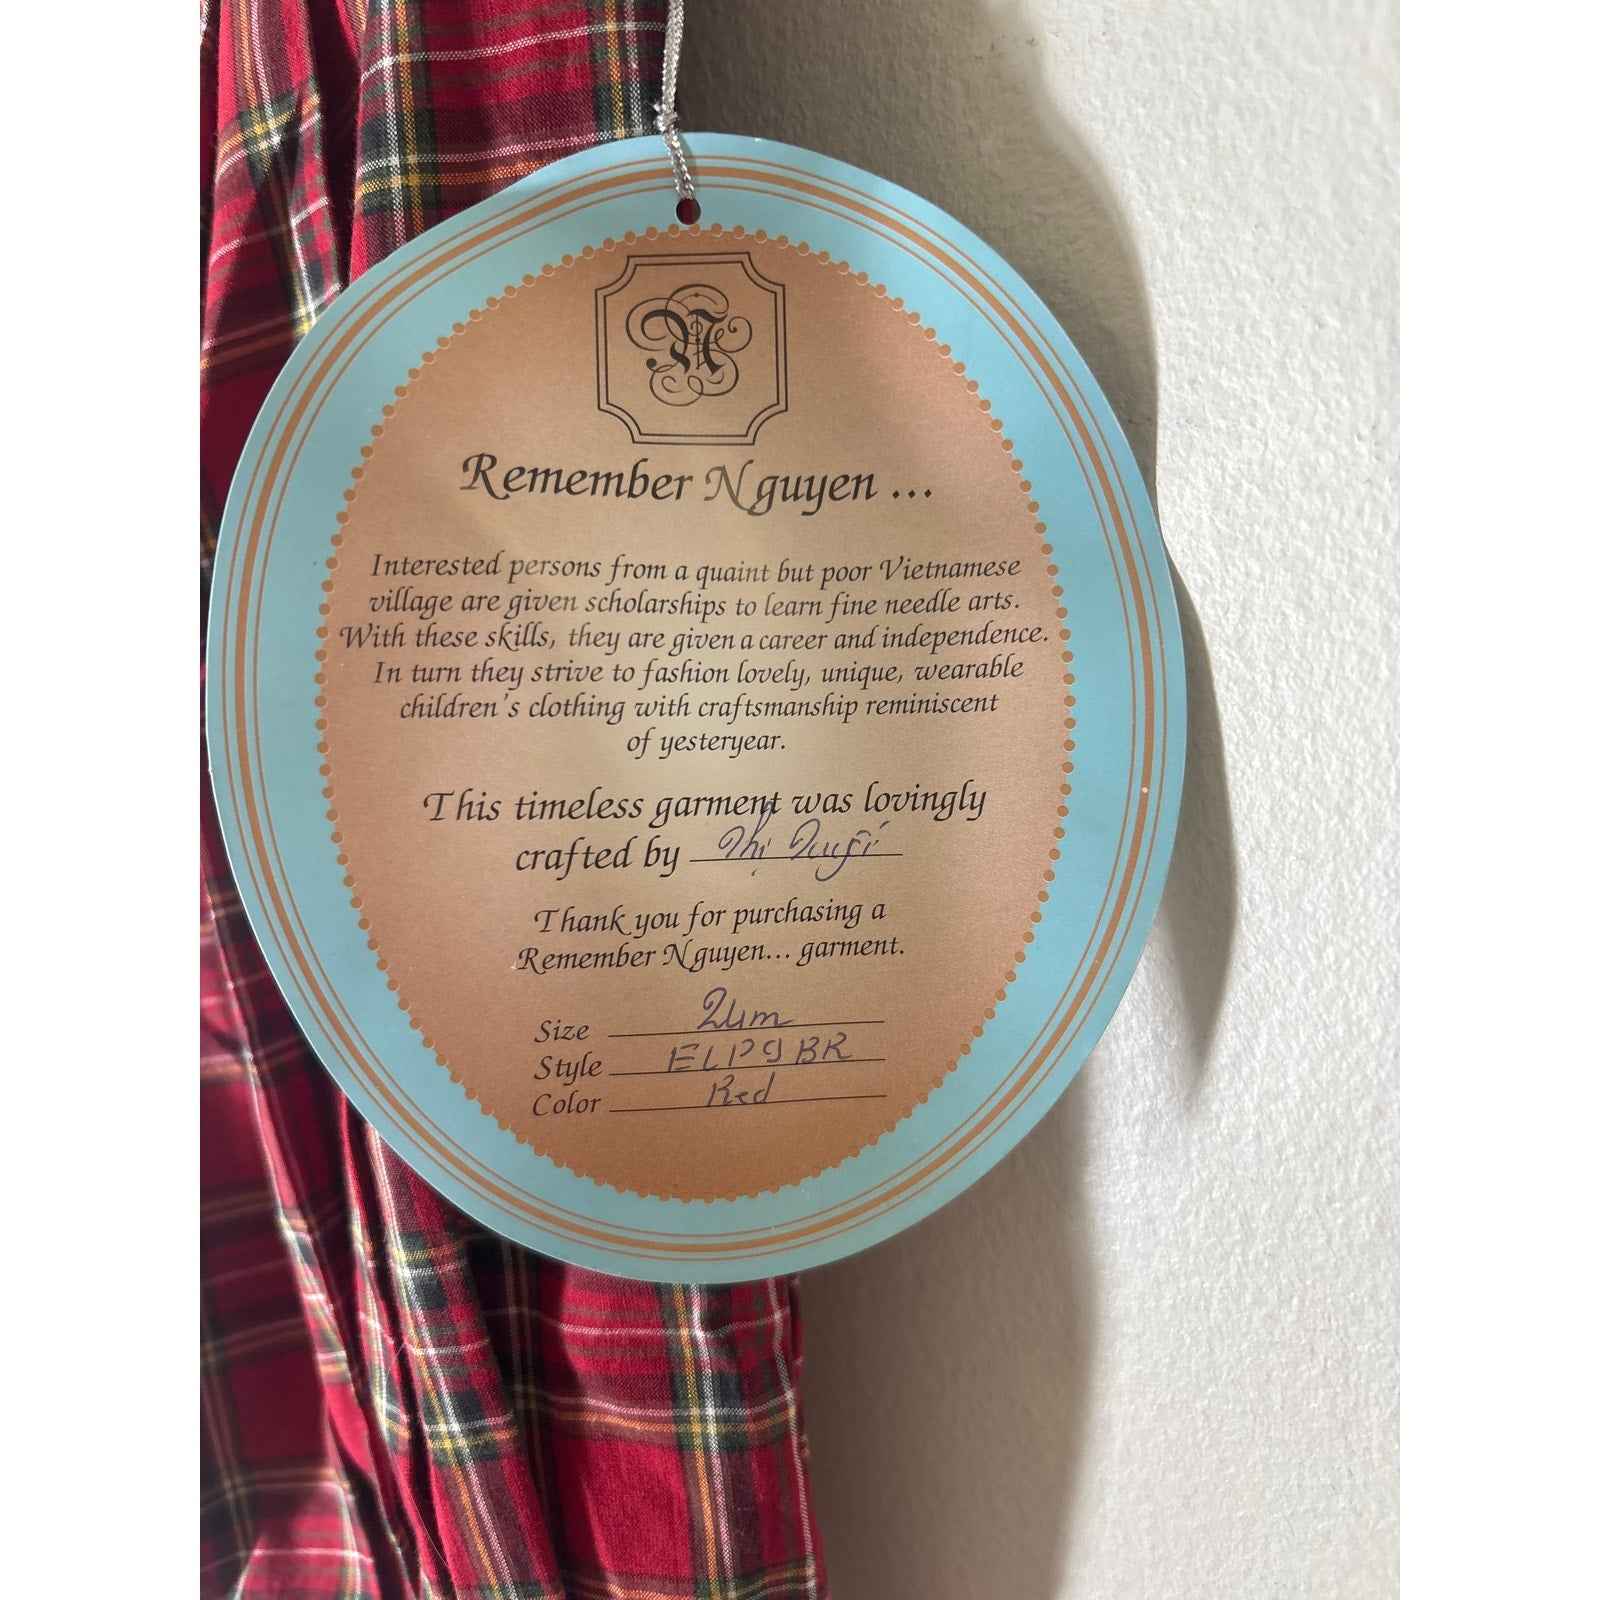 N
Remember Nguyen ...
Interested persons from a quaint but poor Vietnamese
village are given scholarships to learn fine needle arts.
With these skills, they are given a career and independence.
In turn they strive to fashion lovely, unique, wearable
children's clothing with craftsmanship reminiscent
of yesteryear.
This timeless garment was lovingly
crafted by Thị
Thank you for purchasing a
Remember Nguyen... garment.
Size 24m
Style ELP9BR
Color Red